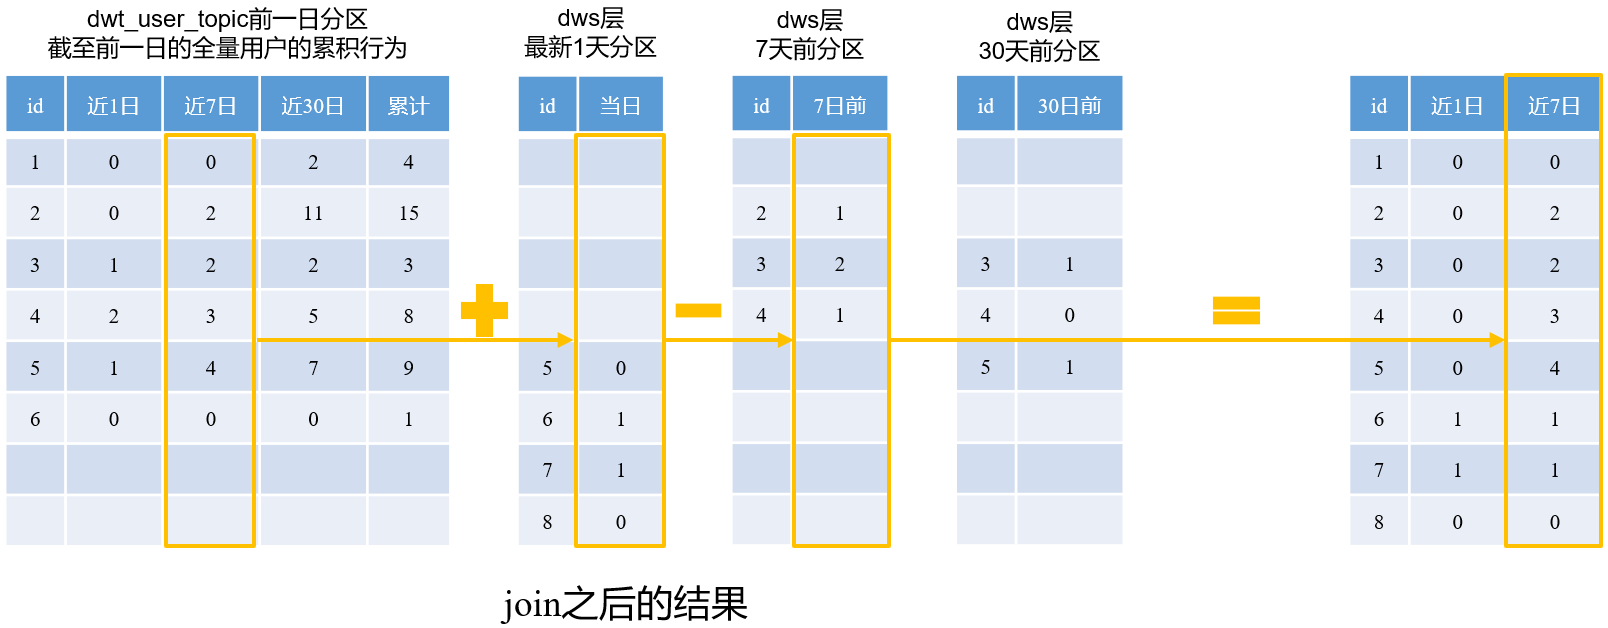 dwt_user_topic前一日分区
截至前一日的全量用户的累积行为
id 近1日 近7日 近30日 累计
1 0 0 2 4
2 0 2 11 15
3 1 2 2 3
4 2 3 5 8
5 1 4 7 9
6 0 0 0 1
dws层
最新1天分区
id 当日
5 0
6 1
7 1
8 0
dws层
7天前分区
id 7日前
2 1
3 2
4 1
dws层
30天前分区
id 30日前
3 1
4 0
5 1
id 近1日 近7日
1 0 0
2 0 2
3 0 2
4 0 3
5 0 4
6 1 1
7 1 1
8 0 0
join之后的结果